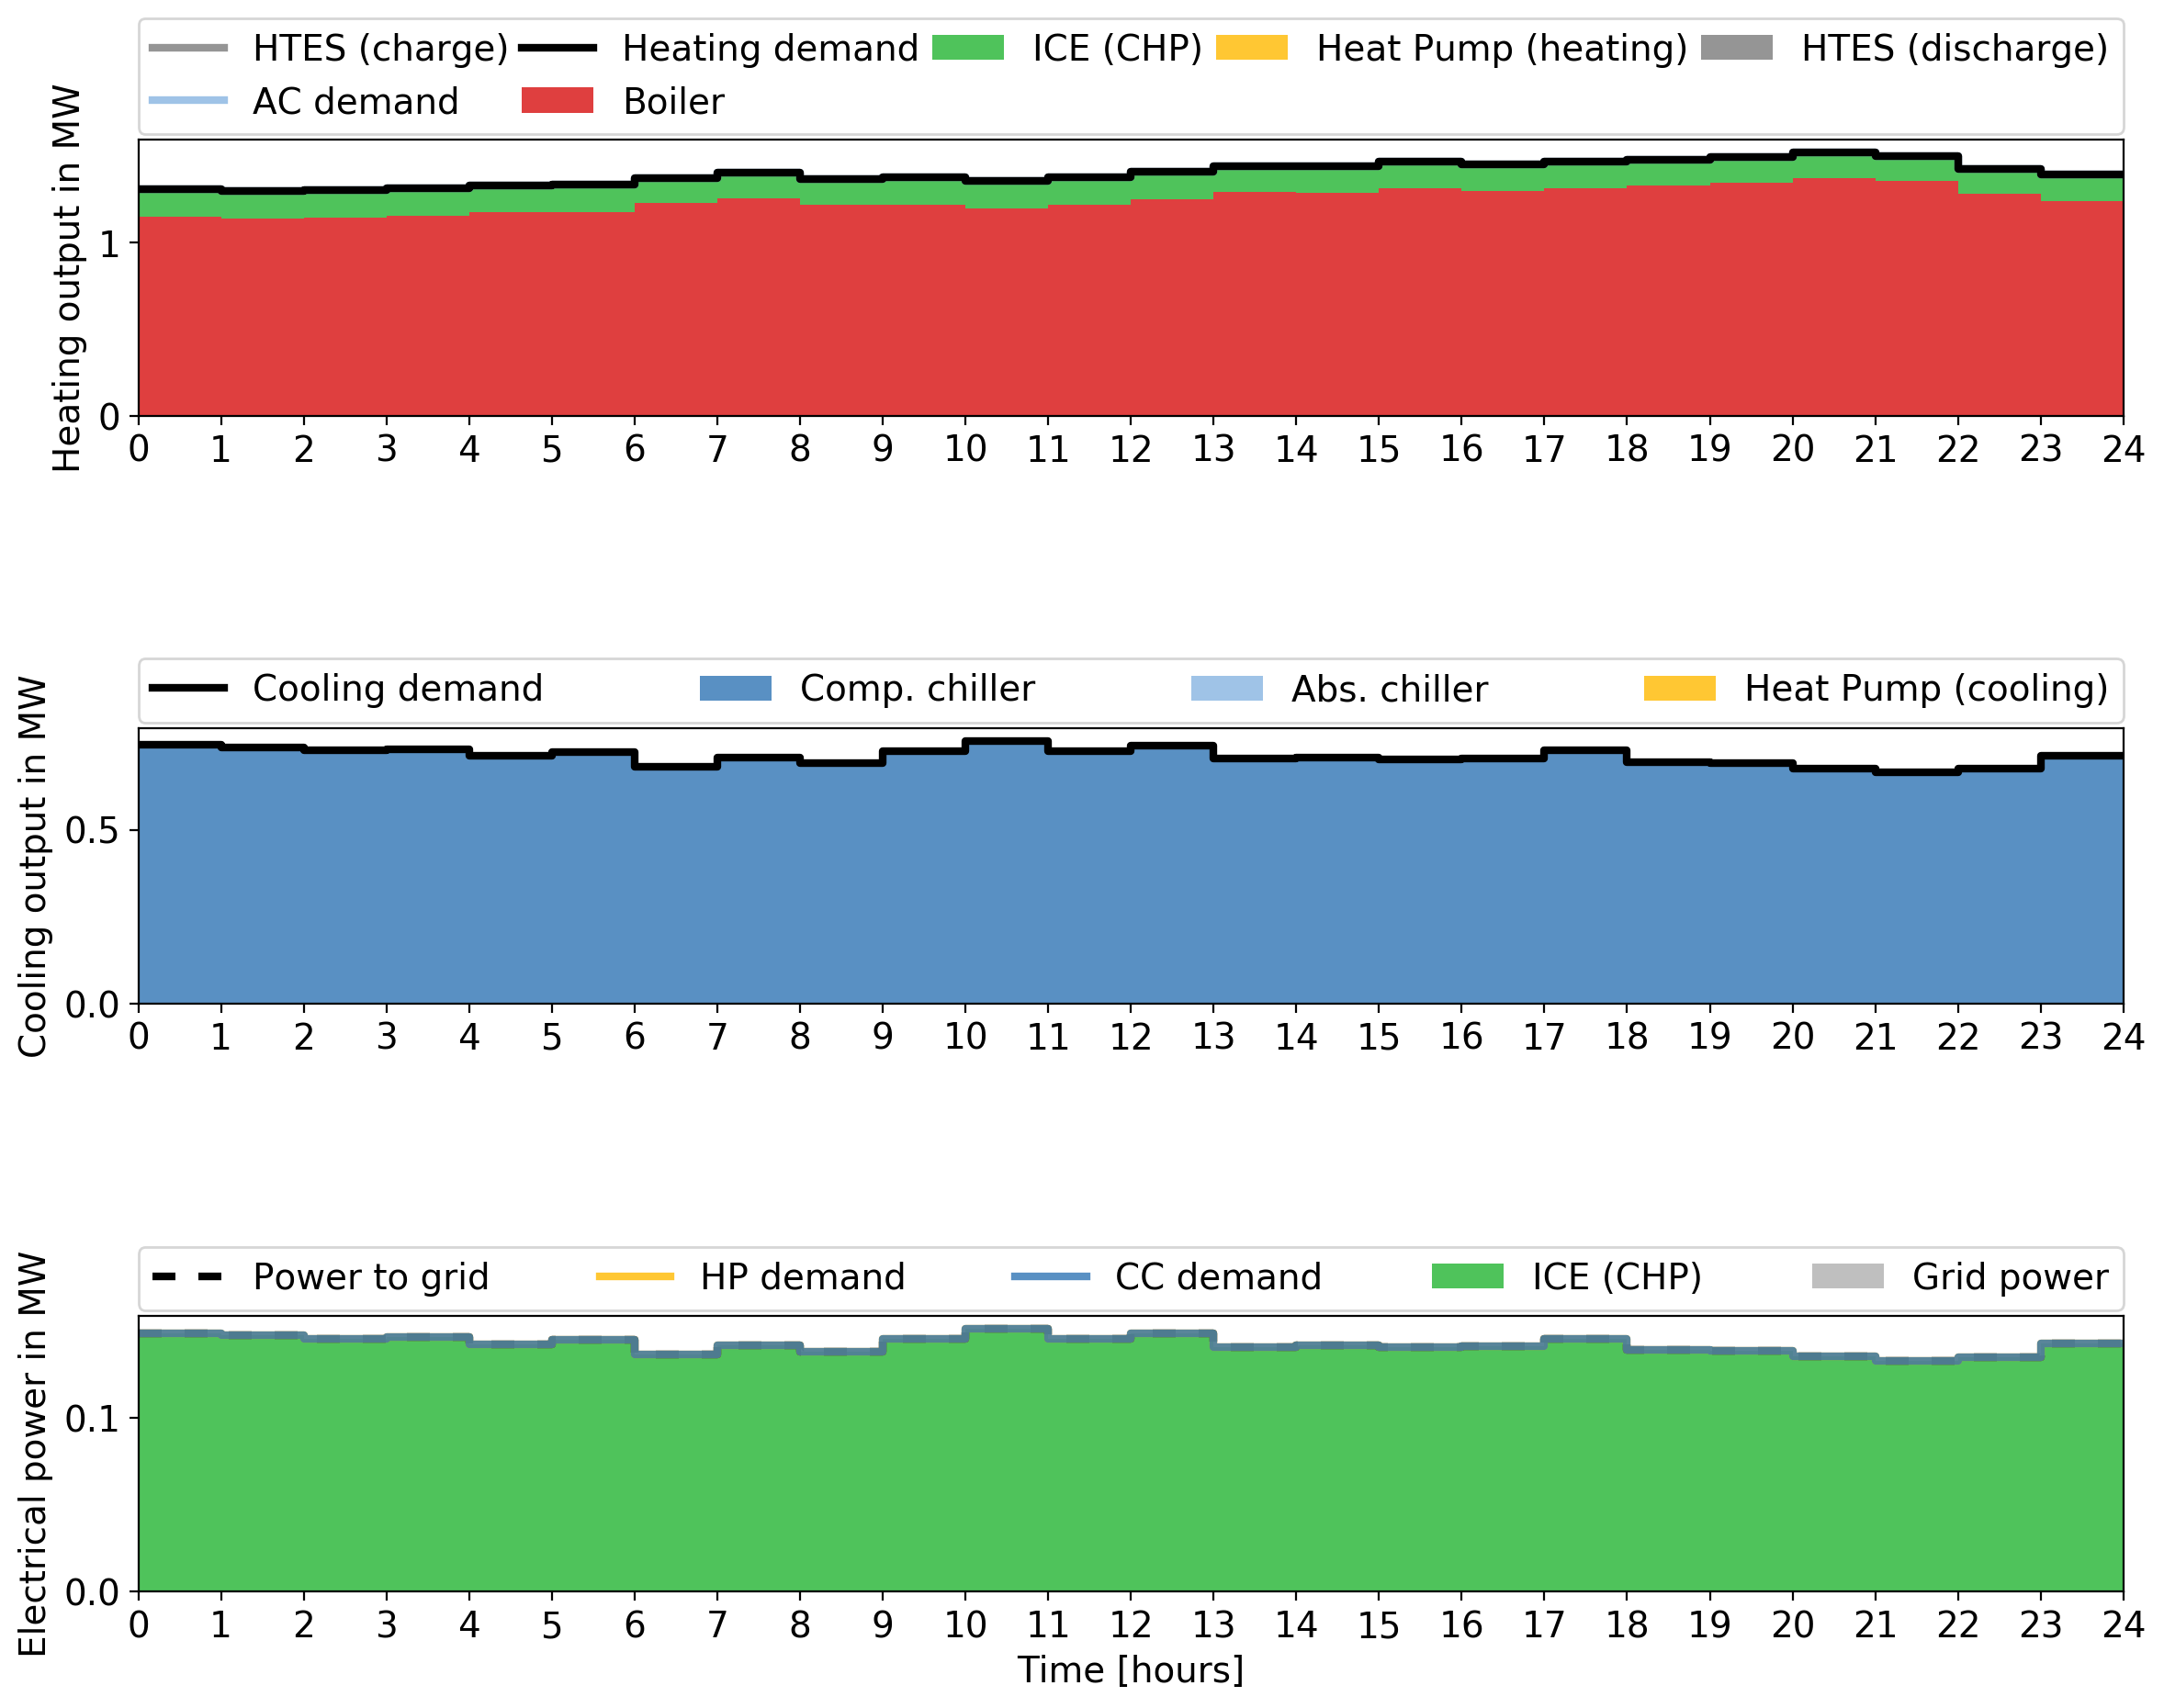 HTES (charge) Heating demand ICE (CHP) Heat Pump (heating) HTES (discharge)
AC demand Boiler
Heating output in MW
1
0
0 1 2 3 4 5 6 7 8 9 10 11 12 13 14 15 16 17 18 19 20 21 22 23 24
Cooling demand Comp. chiller Abs. chiller Heat Pump (cooling)
Cooling output in MW
0.5
0.0
0 1 2 3 4 5 6 7 8 9 10 11 12 13 14 15 16 17 18 19 20 21 22 23 24
Power to grid HP demand CC demand ICE (CHP) Grid power
Electrical power in MW
0.1
0.0
0 1 2 3 4 5 6 7 8 9 10 11 12 13 14 15 16 17 18 19 20 21 22 23 24
Time [hours]